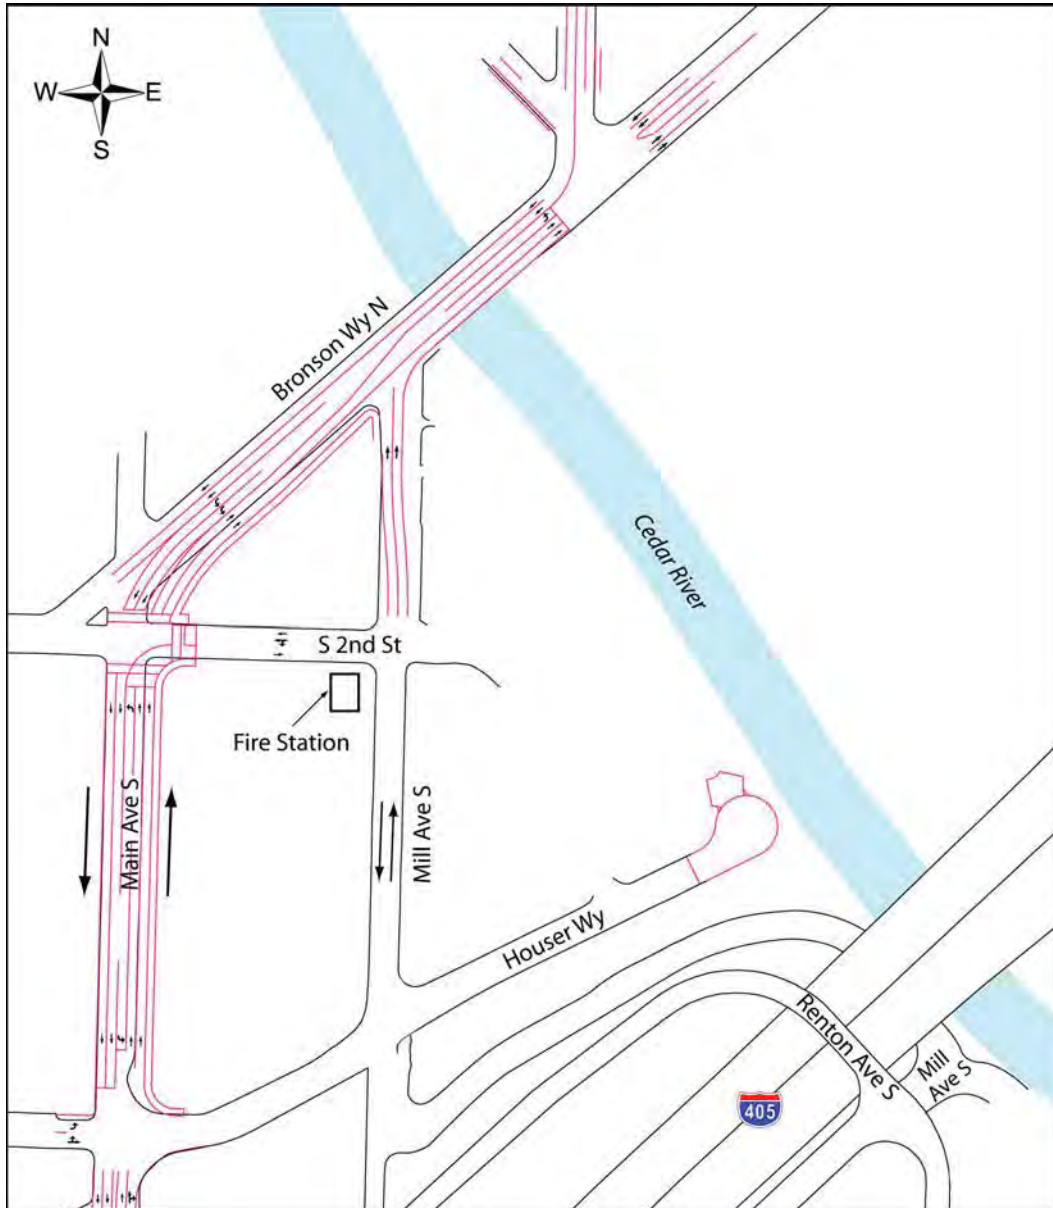 N
W E
S
Bronson Wy N
Cedar River
S 2nd St
Fire Station
Main Ave S
Mill Ave S
Houser Wy
Renton Ave S
Mill
Ave S
405